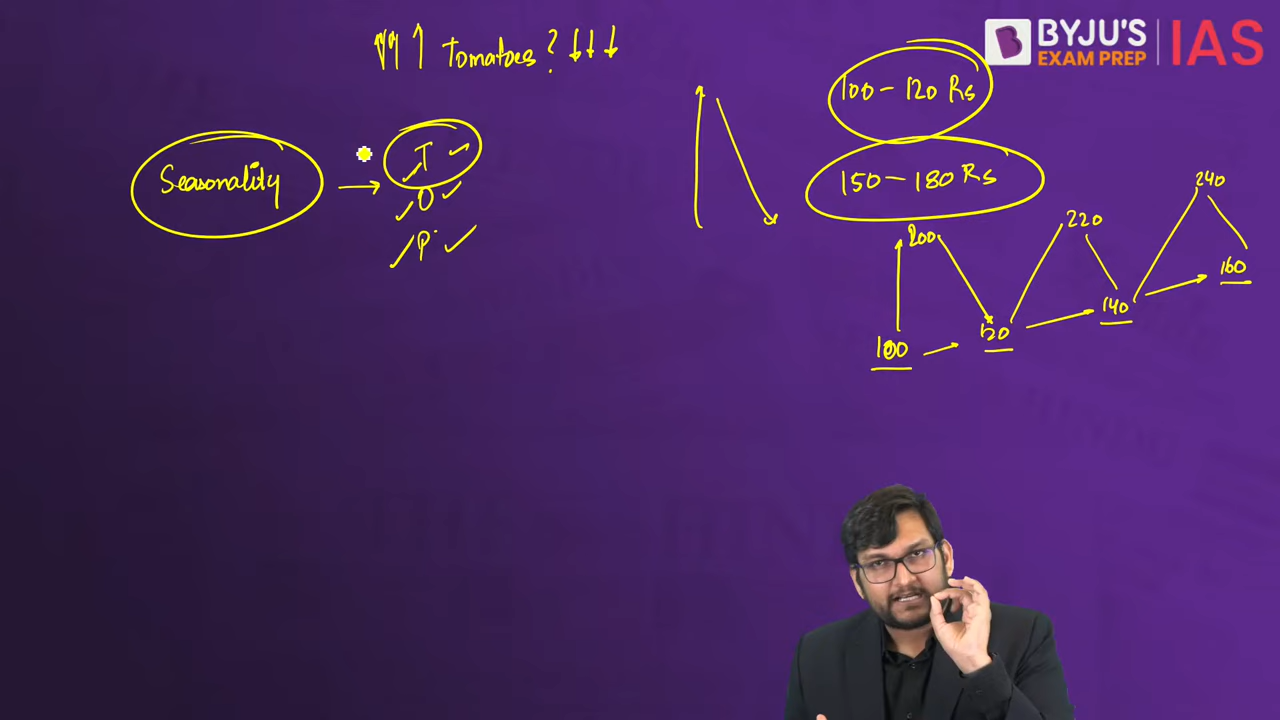 Tomatoes?
BYJU'S
EXAM PREP
IAS
100 - 120 Rs
Seasonality
T
O
P
150 - 180 Rs
240
220
200
160
140
120
100